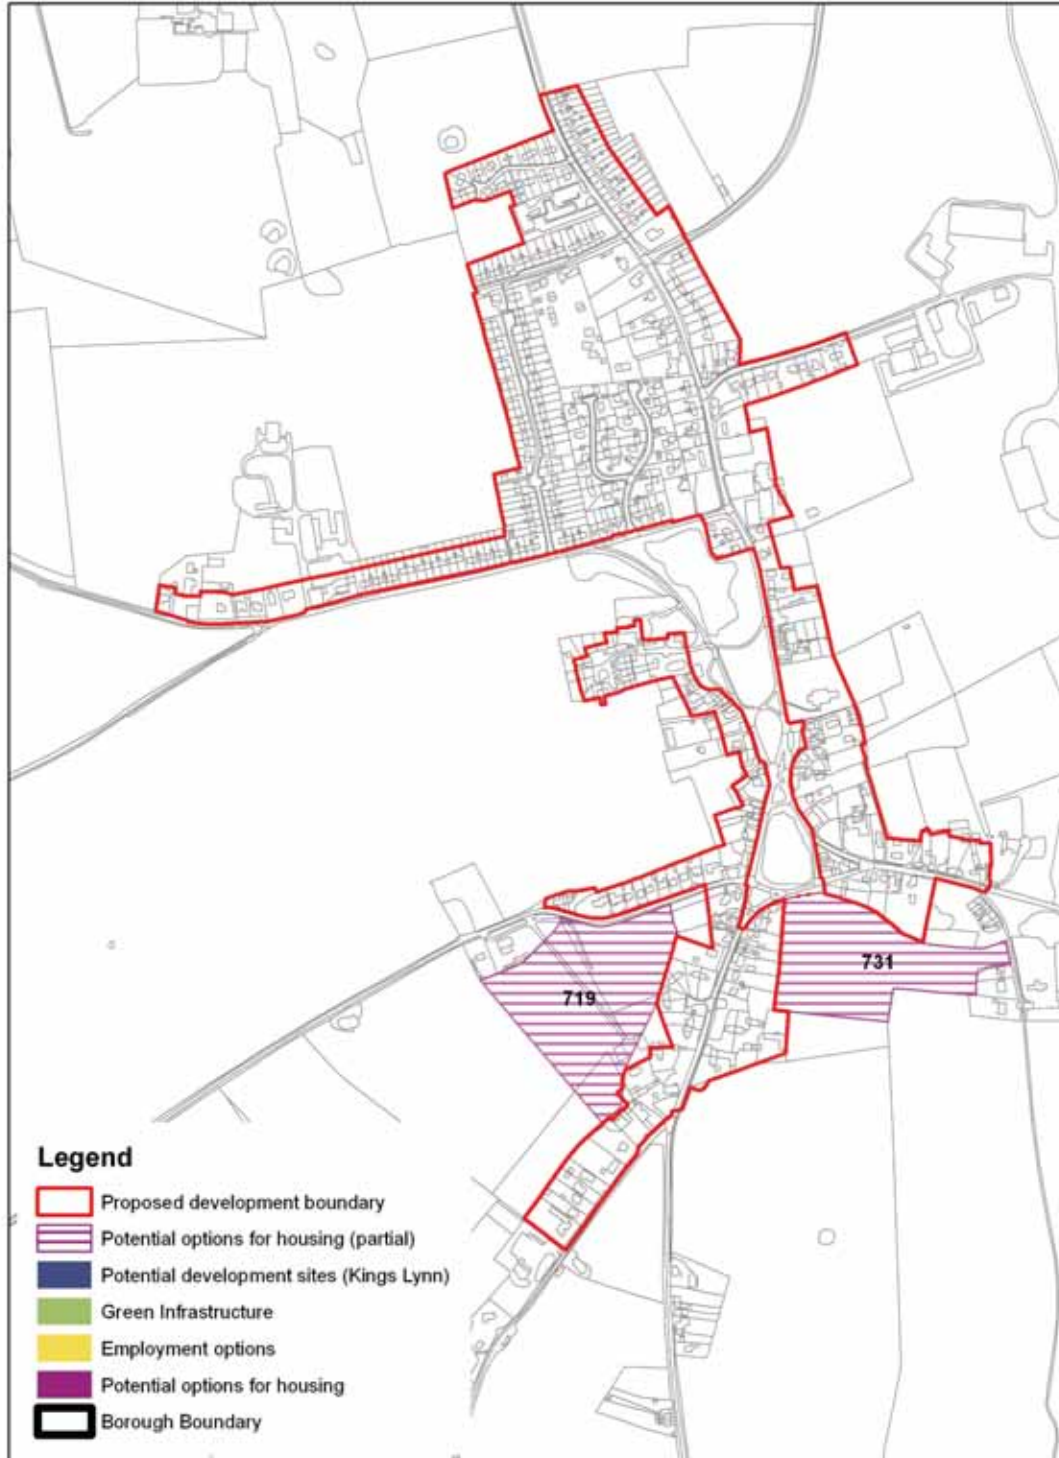 731
719
Legend
Proposed development boundary
Potential options for housing (partial)
Potential development sites (Kings Lynn)
Green Infrastructure
Employment options
Potential options for housing
Borough Boundary